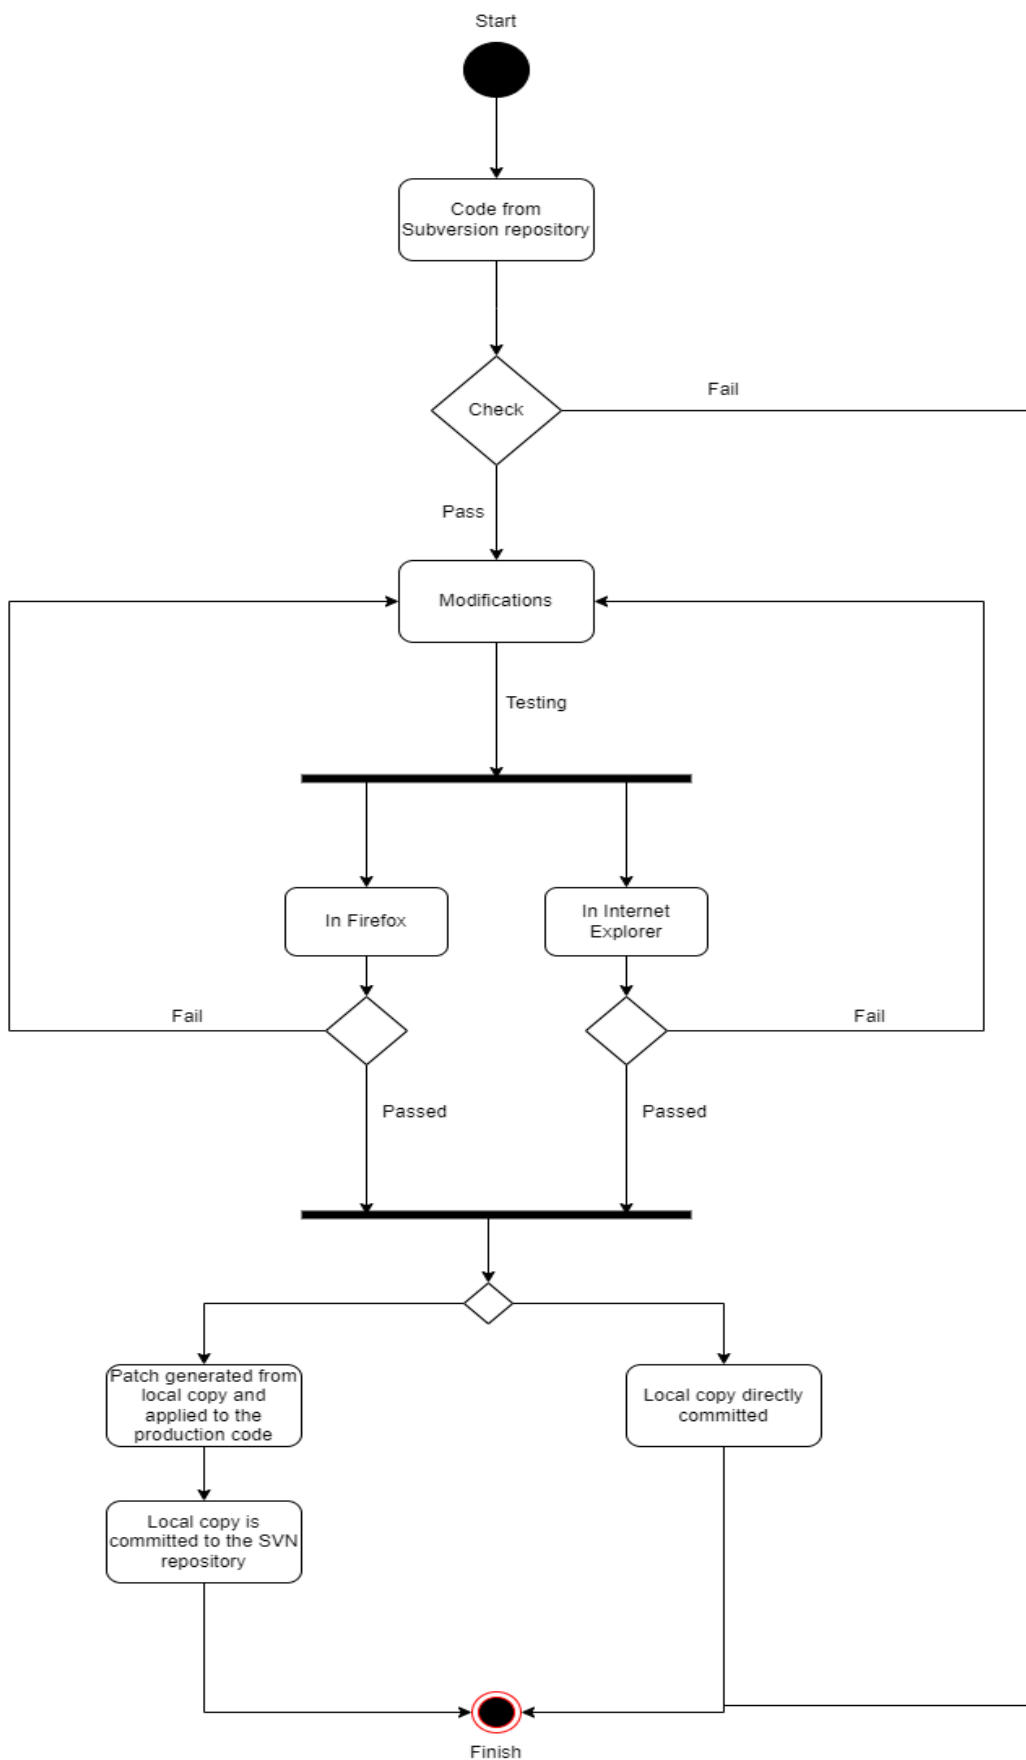 Start
Code from
Subversion repository
Check
Fail
Pass
Modifications
Testing
In Firefox
In Internet
Explorer
Fail
Fail
Passed
Passed
Patch generated from
local copy and
applied to the
production code
Local copy directly
committed
Local copy is
committed to the SVN
repository
Finish